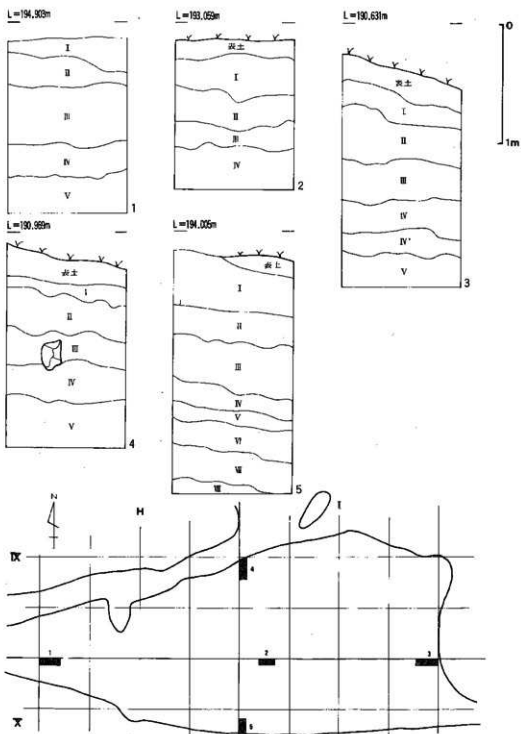 L=194.903m
I
II
III
IV
V
1
L=193.059m
表土
I
II
III
IV
2
L=190.631m
表土
I
II
III
IV
IV'
V
3
0
1m
L=190.969m
表土
I
II
III
IV
V
4
L=194.005m
表土
I
II
III
IV
V
VI
VII
VIII
5
N
H
I
IX
X
1
2
3
4
5